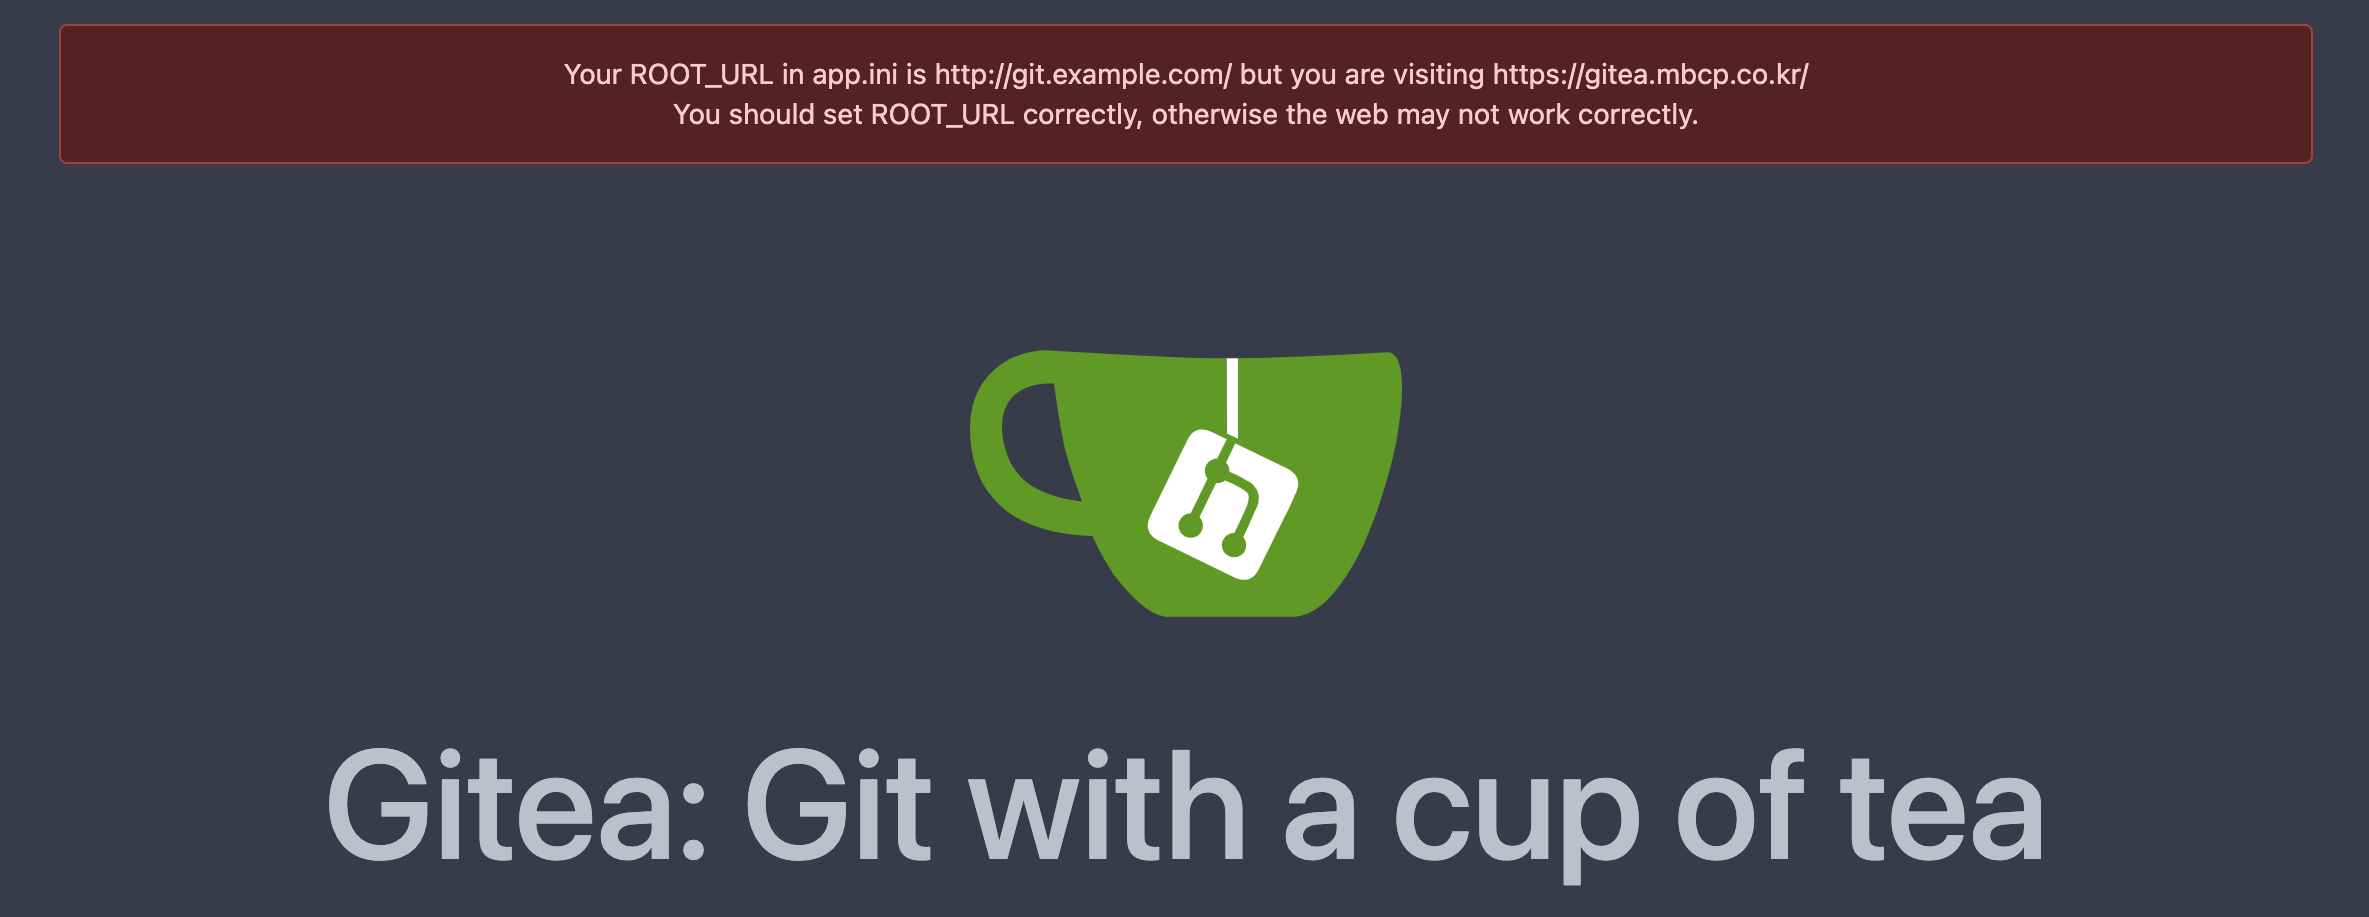 Your ROOT_URL in app.ini is http://git.example.com/ but you are visiting https://gitea.mbcp.co.kr/
You should set ROOT_URL correctly, otherwise the web may not work correctly.
Gitea: Git with a cup of tea